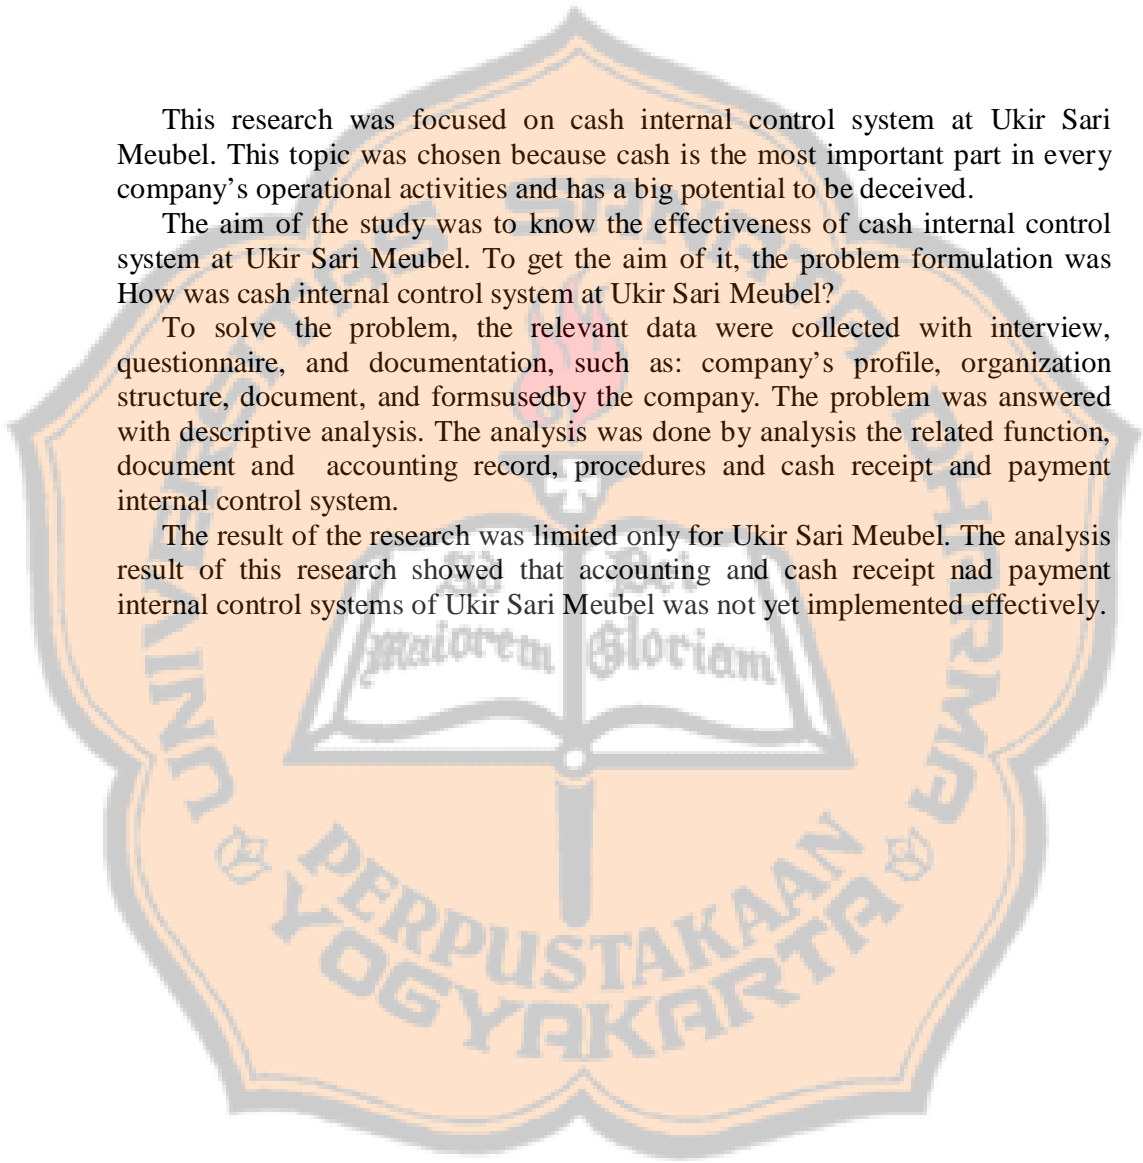 This research was focused on cash internal control system at Ukir Sari
Meubel. This topic was chosen because cash is the most important part in every
company's operational activities and has a big potential to be deceived.
The aim of the study was to know the effectiveness of cash internal control
system at Ukir Sari Meubel. To get the aim of it, the problem formulation was
How was cash internal control system at Ukir Sari Meubel?
To solve the problem, the relevant data were collected with interview,
questionnaire, and documentation, such as: company's profile, organization
structure, document, and formsusedby the company. The problem was answered
with descriptive analysis. The analysis was done by analysis the related function,
document and accounting record, procedures and cash receipt and payment
internal control system.
The result of the research was limited only for Ukir Sari Meubel. The analysis
result of this research showed that accounting and cash receipt nad payment
internal control systems of Ukir Sari Meubel was not yet implemented effectively.
UNIVERSITAS SANATA DHARMA
Ad Dei
maiorem Gloriam
PERPUSTAKAAN
YOGYAKARTA